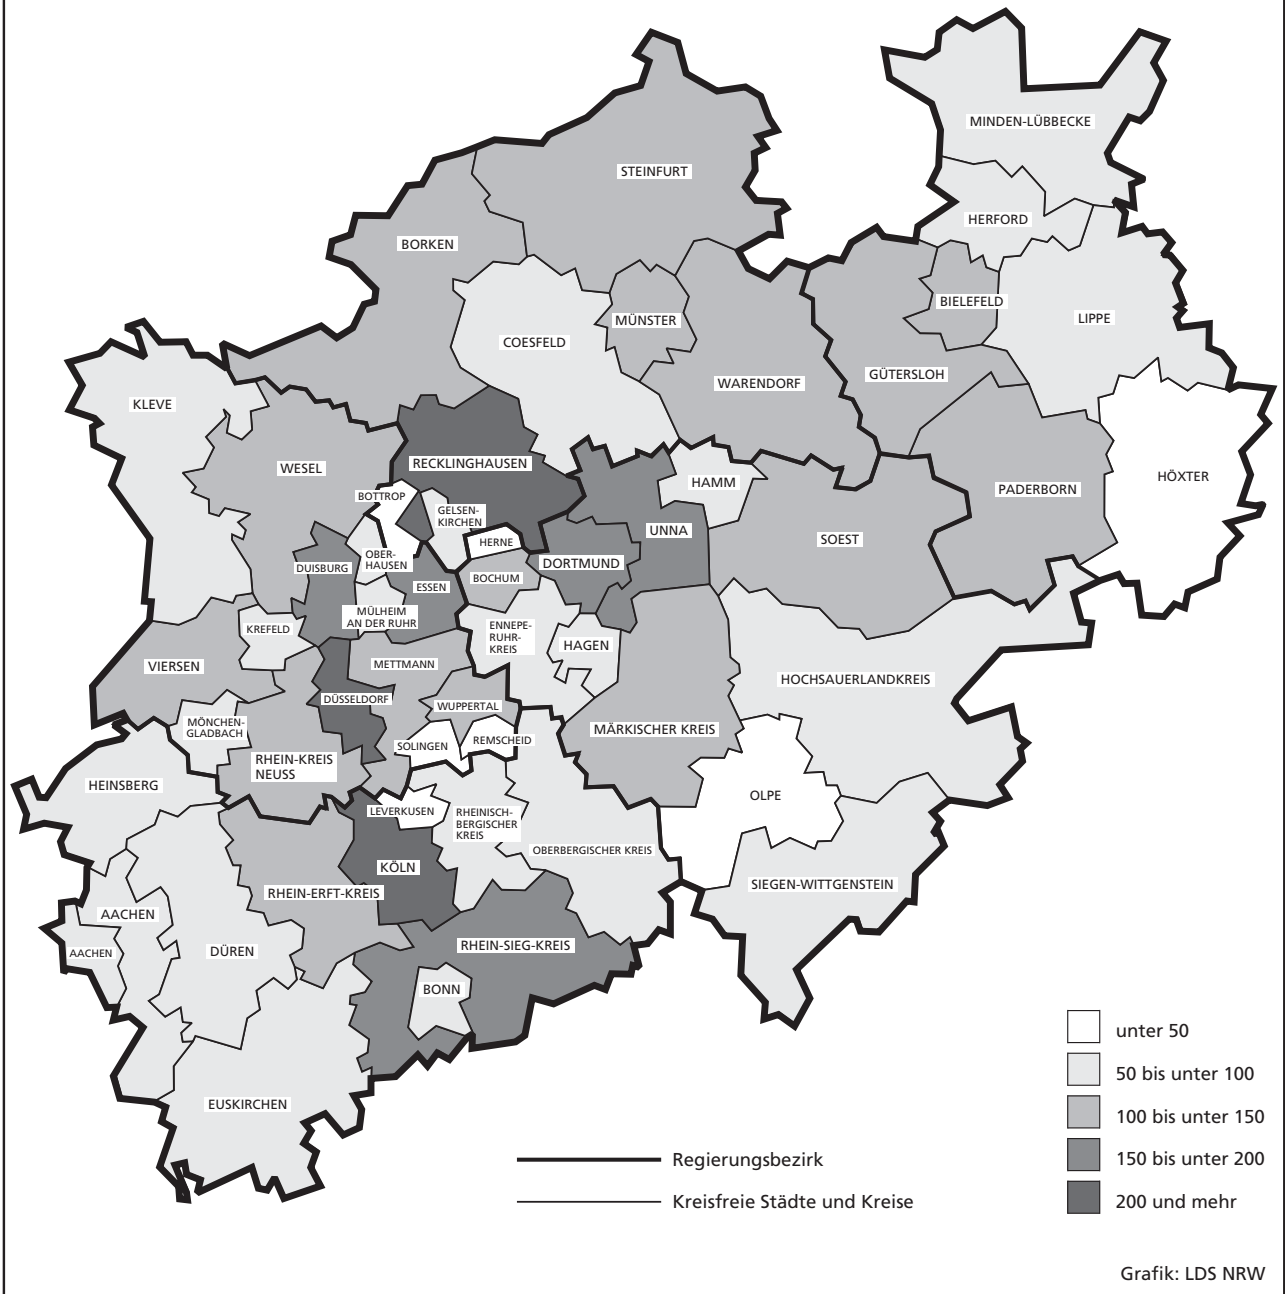 MINDEN-LÜBBECKE
STEINFURT
HERFORD
BORKEN
BIELEFELD
MÜNSTER
LIPPE
COESFELD
GÜTERSLOH
WARENDORF
KLEVE
RECKLINGHAUSEN
WESEL
HÖXTER
HAMM
PADERBORN
BOTTROP
GELSEN-
KIRCHEN
UNNA
SOEST
HERNE
OBER-
HAUSEN
DORTMUND
DUISBURG
BOCHUM
ESSEN
MÜLHEIM
AN DER RUHR
KREFELD
ENNEPE-
RUHR-
KREIS
HAGEN
VIERSEN
METTMANN
HOCHSAUERLANDKREIS
DÜSSELDORF
WUPPERTAL
MÖNCHEN-
GLADBACH
MÄRKISCHER KREIS
SOLINGEN
REMSCHEID
RHEIN-KREIS
NEUSS
HEINSBERG
OLPE
LEVERKUSEN
RHEINISCH-
BERGISCHER
KREIS
OBERBERGISCHER KREIS
KÖLN
SIEGEN-WITTGENSTEIN
RHEIN-ERFT-KREIS
AACHEN
RHEIN-SIEG-KREIS
AACHEN
DÜREN
BONN
EUSKIRCHEN
unter 50
50 bis unter 100
100 bis unter 150
150 bis unter 200
200 und mehr
Regierungsbezirk
Kreisfreie Städte und Kreise
Grafik: LDS NRW